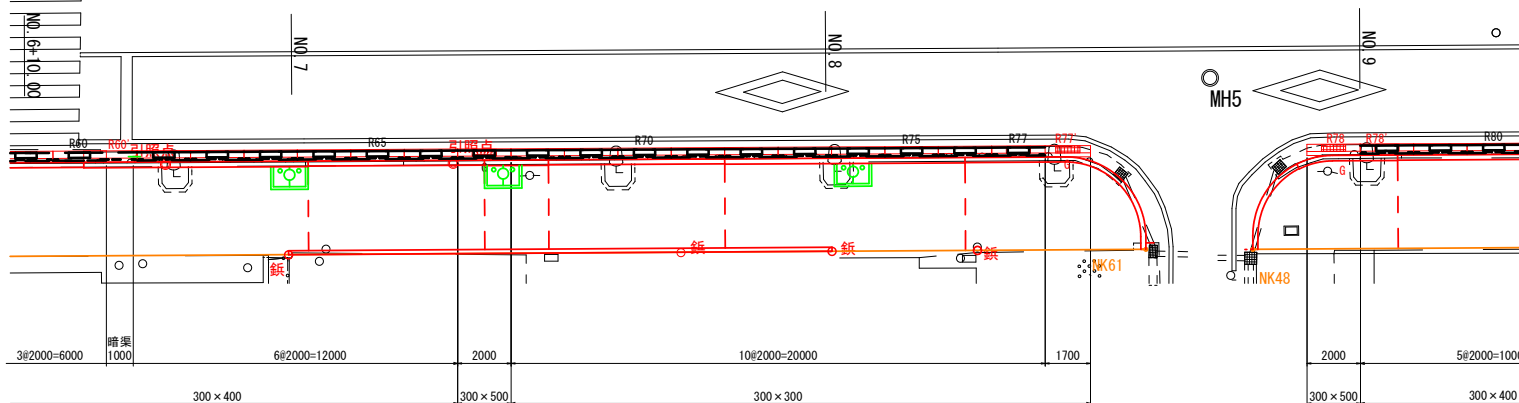 NO. 6+10.00
NO. 7
NO. 8
NO. 9
MH5
R60
R60'
引照点
R65
引照点
R70
R75
R77
R77'
R78
R78'
R80
G
G
鋲
鋲
鋲
鋲
NK61
NK48
3@2000=6000
暗渠
1000
6@2000=12000
2000
10@2000=20000
1700
2000
5@2000=1000
300×400
300×500
300×300
300×500
300×400